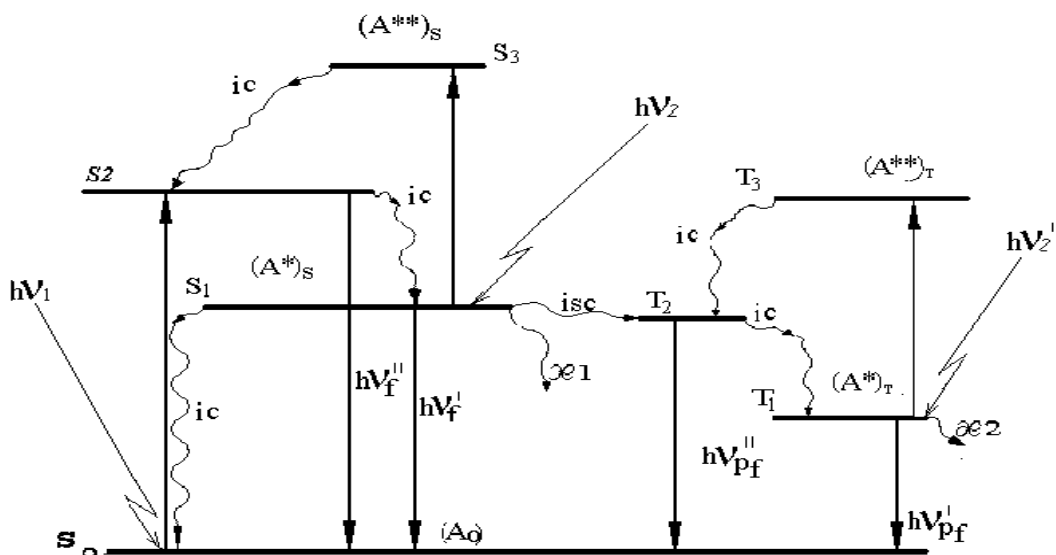 (A**)s
S3
ic
hν2
S2
T3
(A**)T
ic
ic
hν2'
(A*)s
hν1
S1
isc
T2
ic
æ1
(A*)T
T1
hνf''
hνf'
æ2
ic
hνpf''
hνpf'
(A0)
S0